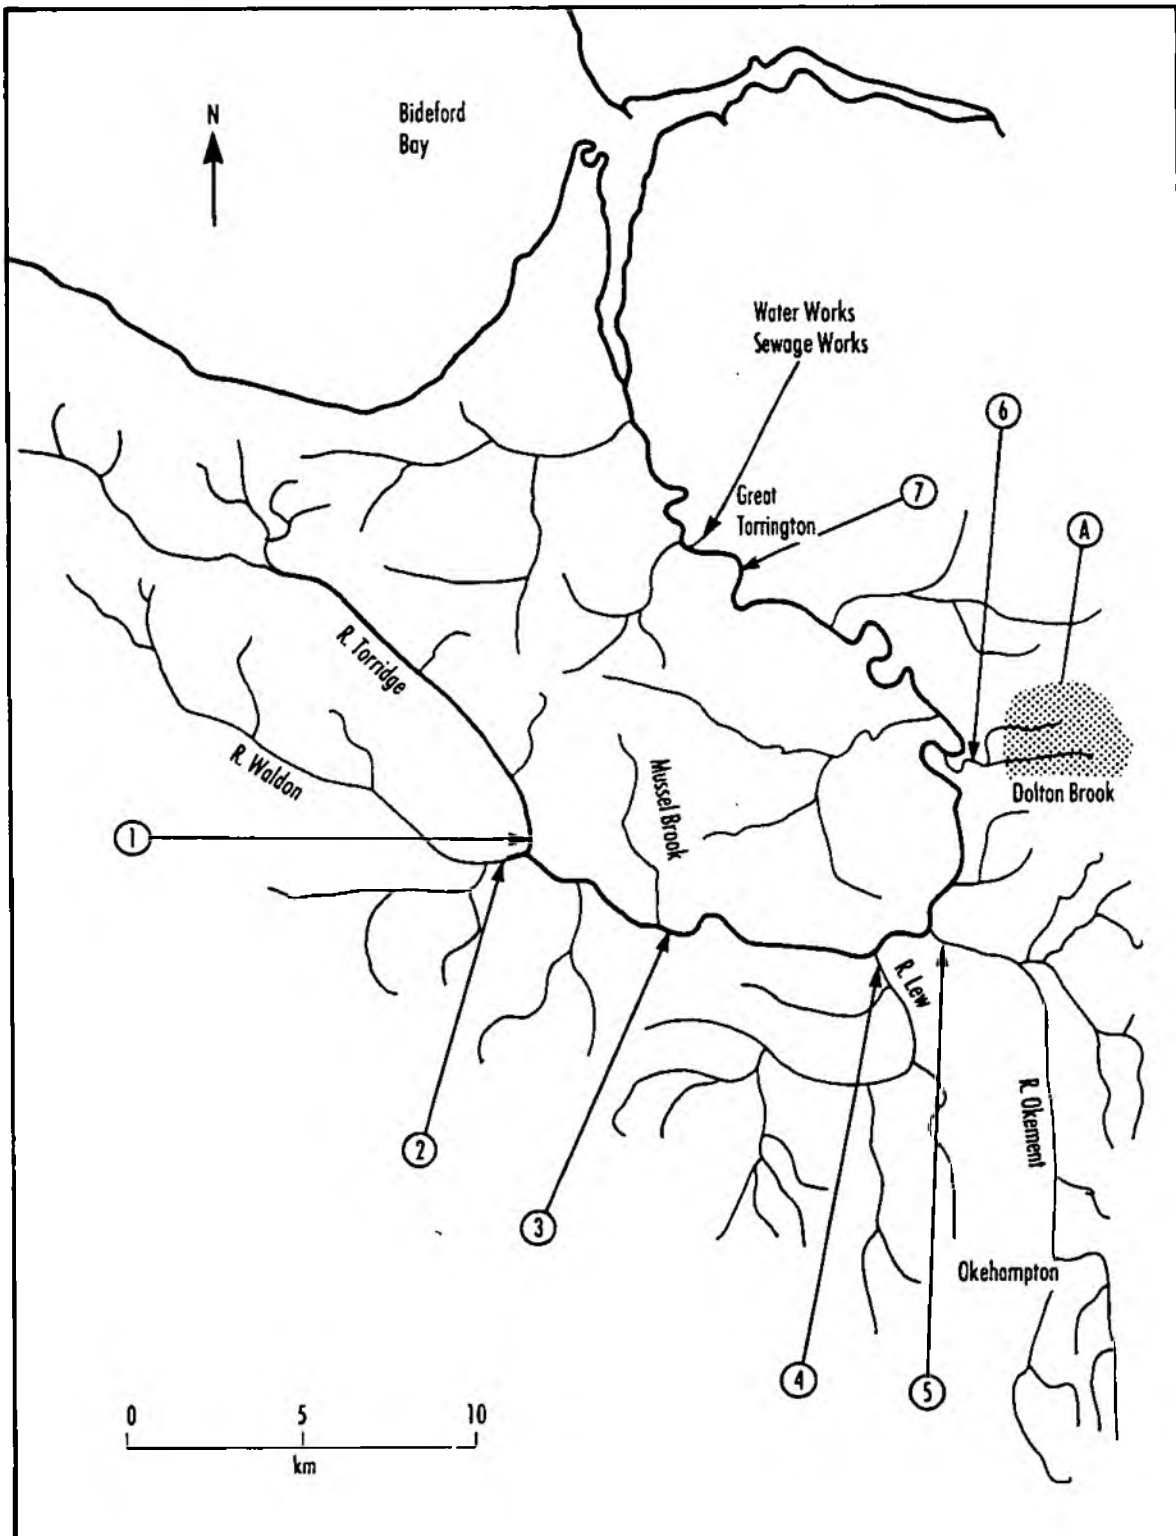 N
Bideford
Bay
Water Works
Sewage Works
6
7
Great
Torrington
A
R. Torridge
R. Waldon
Mussel Brook
Dolton Brook
1
R. Lew
2
R. Okement
3
Okehampton
4
5
0 5 10
km